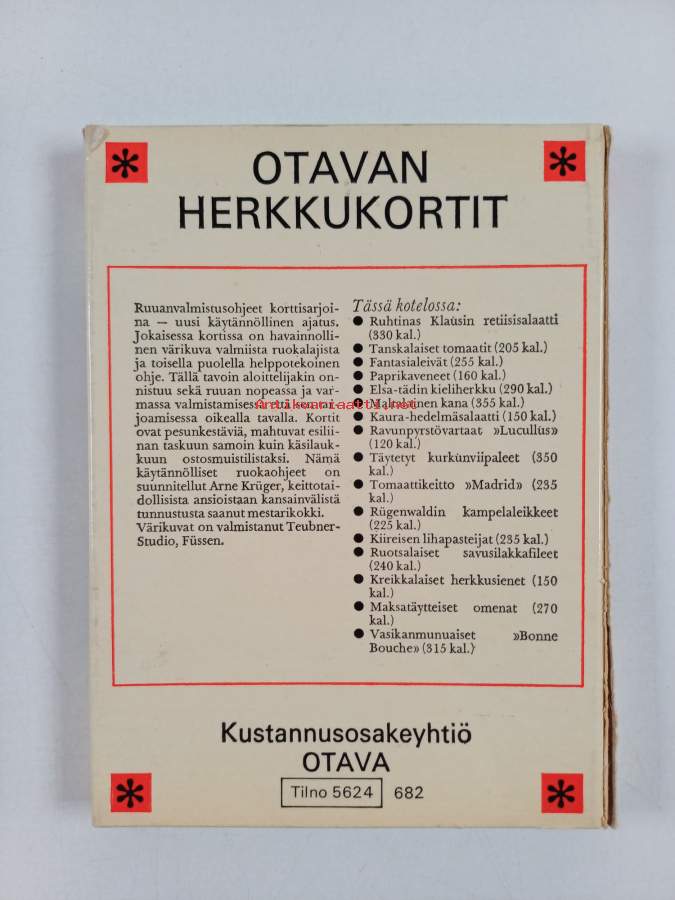 OTAVAN
HERKKUKORTIT
Ruuanvalmistusohjeet korttisarjoi-
na — uusi käytännöllinen ajatus.
Jokaisessa kortissa on havainnolli-
nen värikuva valmiista ruokalajista
ja toisella puolella helppotekoinen
ohje. Tällä tavoin aloittelijakin on-
nistuu sekä ruuan nopeassa ja var-
massa valmistamisessa että sen tar-
joamisessa oikealla tavalla. Kortit
ovat pesunkestäviä, mahtuvat esilii-
nan taskuun samoin kuin käsilauk-
kuun ostosmuistilistaksi. Nämä
käytännölliset ruokaohjeet on
suunnitellut Arne Krüger, keittotai-
dollisista ansioistaan kansainvälistä
tunnustusta saanut mestarikokki.
Värikuvat on valmistanut Teubner-
Studio, Füssen.
Tässä kotelossa:
● Ruhtinas Klausin retiisisalaatti
(330 kal.)
● Tanskalaiset tomaatit (205 kal.)
● Fantasialeivät (255 kal.)
● Paprikaveneet (160 kal.)
● Elsa-tädin kieliherkku (290 kal.)
● Maltalainen kana (355 kal.)
● Kaura-hedelmäsalaatti (150 kal.)
● Ravunpyrstövartaat »Lucullus»
(120 kal.)
● Täytetyt kurkunviipaleet (350
kal.)
● Tomaattikeitto »Madrid» (235
kal.)
● Rügenwaldin kampelaleikkeet
(225 kal.)
● Kiireisen lihapasteijat (235 kal.)
● Ruotsalaiset savusilakkafileet
(240 kal.)
● Kreikkalaiset herkkusienet (150
kal.)
● Maksatäytteiset omenat (270
kal.)
● Vasikanmunuaiset »Bonne
Bouche» (315 kal.)
Antikvariaatti.net
Kustannusosakeyhtiö
OTAVA
Tilno 5624 682